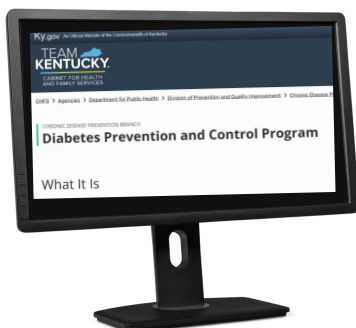 Ky.gov An Official Website of the Commonwealth of Kentucky
TEAM
KENTUCKY.
CABINET FOR HEALTH
AND FAMILY SERVICES
CHFS > Agencies > Department for Public Health > Division of Prevention and Quality Improvement > Chronic Disease P
CHRONIC DISEASE PREVENTION BRANCH
Diabetes Prevention and Control Program
What It Is